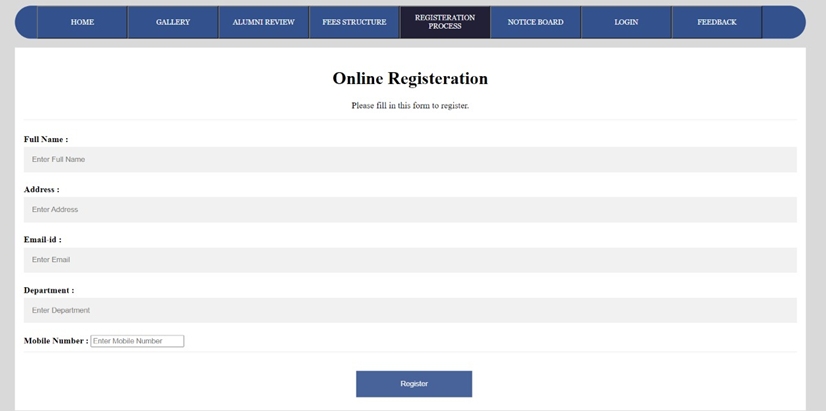 HOME
GALLERY
ALUMNI REVIEW
FEES STRUCTURE
REGISTERATION
PROCESS
NOTICE BOARD
LOGIN
FEEDBACK
Online Registeration
Please fill in this form to register.
Full Name :
Enter Full Name
Address :
Enter Address
Email-id :
Enter Email
Department :
Enter Department
Mobile Number : Enter Mobile Number
Register